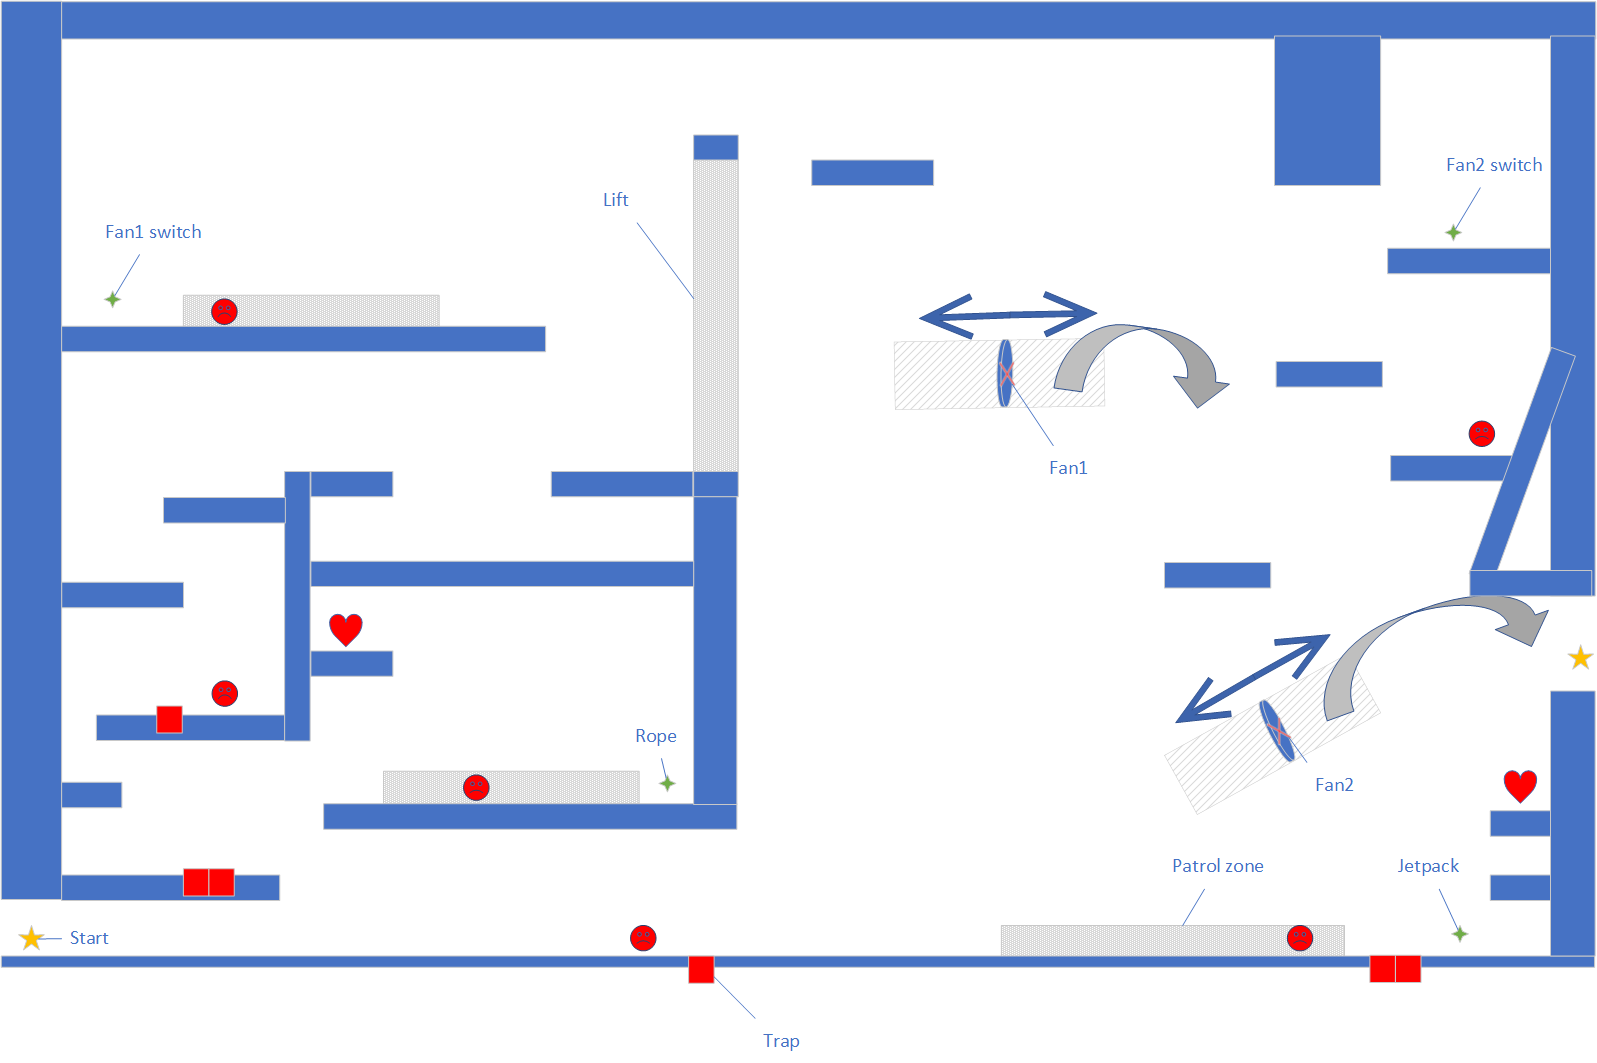 Fan2 switch
Lift
Fan1 switch
Fan1
Rope
Fan2
Patrol zone
Jetpack
Start
Trap